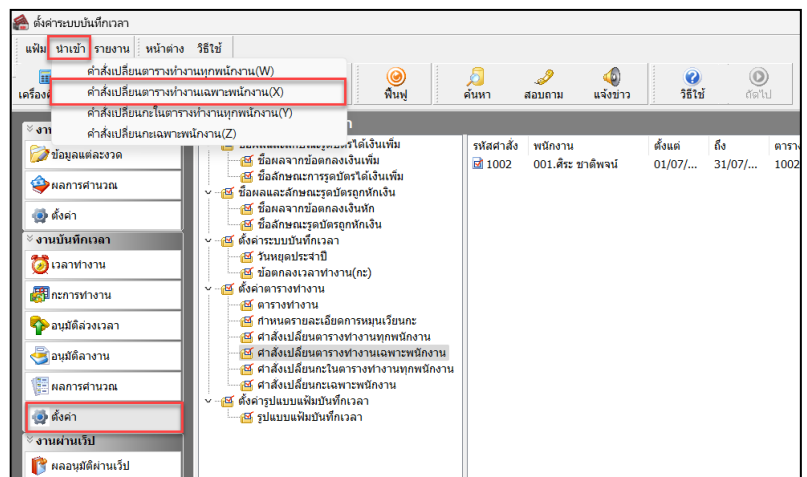 ตั้งค่าระบบบันทึกเวลา
แฟ้ม นำเข้า รายงาน หน้าต่าง วิธีใช้
คำสั่งเปลี่ยนตารางทำงานทุกพนักงาน(W)
คำสั่งเปลี่ยนตารางทำงานเฉพาะพนักงาน(X)
คำสั่งเปลี่ยนกะในตารางทำงานทุกพนักงาน(Y)
คำสั่งเปลี่ยนกะเฉพาะพนักงาน(Z)
ฟื้นฟู ค้นหา สอบถาม แจ้งข่าว วิธีใช้ ถัดไป
ข้อมูลแต่ละงวด
ผลการคำนวณ
ตั้งค่า
งานบันทึกเวลา
เวลาทำงาน
กะการทำงาน
อนุมัติล่วงเวลา
อนุมัติลางาน
ผลการคำนวณ
ตั้งค่า
งานผ่านเว็ป
ผลอนุมัติผ่านเว็ป
ชื่อผลและลักษณะรูดบัตรได้เงินเพิ่ม
ชื่อผลจากข้อตกลงเงินเพิ่ม
ชื่อลักษณะการรูดบัตรได้เงินเพิ่ม
ชื่อผลและลักษณะรูดบัตรถูกหักเงิน
ชื่อผลจากข้อตกลงเงินหัก
ชื่อลักษณะรูดบัตรถูกหักเงิน
ตั้งค่าระบบบันทึกเวลา
วันหยุดประจำปี
ข้อตกลงเวลาทำงาน(กะ)
ตั้งค่าตารางทำงาน
ตารางทำงาน
กำหนดรายละเอียดการหมุนเวียนกะ
คำสั่งเปลี่ยนตารางทำงานทุกพนักงาน
คำสั่งเปลี่ยนตารางทำงานเฉพาะพนักงาน
คำสั่งเปลี่ยนกะในตารางทำงานทุกพนักงาน
คำสั่งเปลี่ยนกะเฉพาะพนักงาน
ตั้งค่ารูปแบบแฟ้มบันทึกเวลา
รูปแบบแฟ้มบันทึกเวลา
รหัสคำสั่ง พนักงาน ตั้งแต่ ถึง ตาราง
1002 001.ศิระ ชาติพจน์ 01/07/... 31/07/... 1002